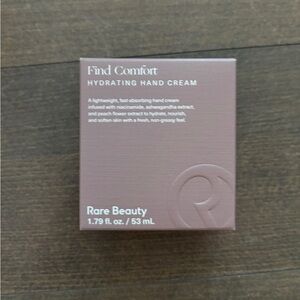 Find Comfort
HYDRATING HAND CREAM
A lightweight, fast-absorbing hand cream
infused with niacinamide, ashwagandha extract,
and peach flower extract to hydrate, nourish,
and soften skin with a fresh, non-greasy feel.
R
Rare Beauty
1.79 fl. oz. / 53 mL